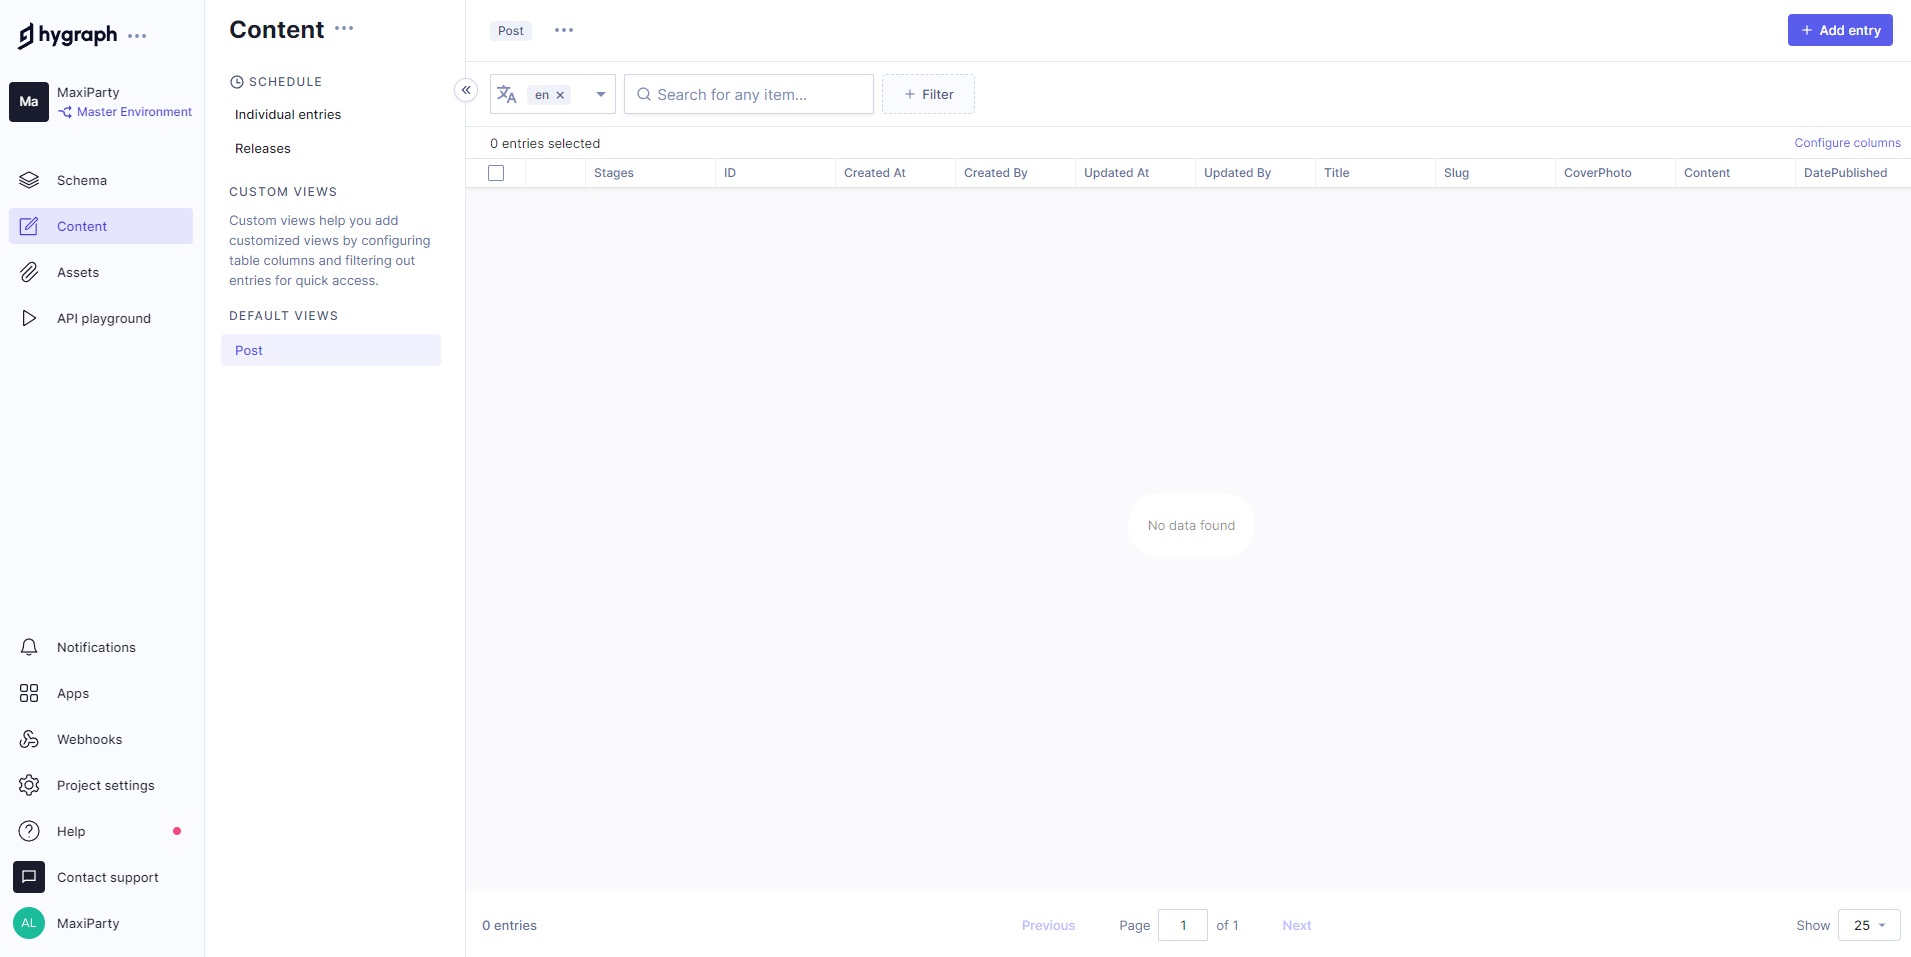 hygraph
Ma
MaxiParty
Master Environment
Schema
Content
Assets
API playground
Notifications
Apps
Webhooks
Project settings
Help
Contact support
AL
MaxiParty
Content
SCHEDULE
Individual entries
Releases
CUSTOM VIEWS
Custom views help you add
customized views by configuring
table columns and filtering out
entries for quick access.
DEFAULT VIEWS
Post
Post
+ Add entry
en
Search for any item...
+ Filter
0 entries selected
Configure columns
Stages ID Created At Created By Updated At Updated By Title Slug CoverPhoto Content DatePublished
No data found
0 entries
Previous Page 1 of 1 Next
Show 25